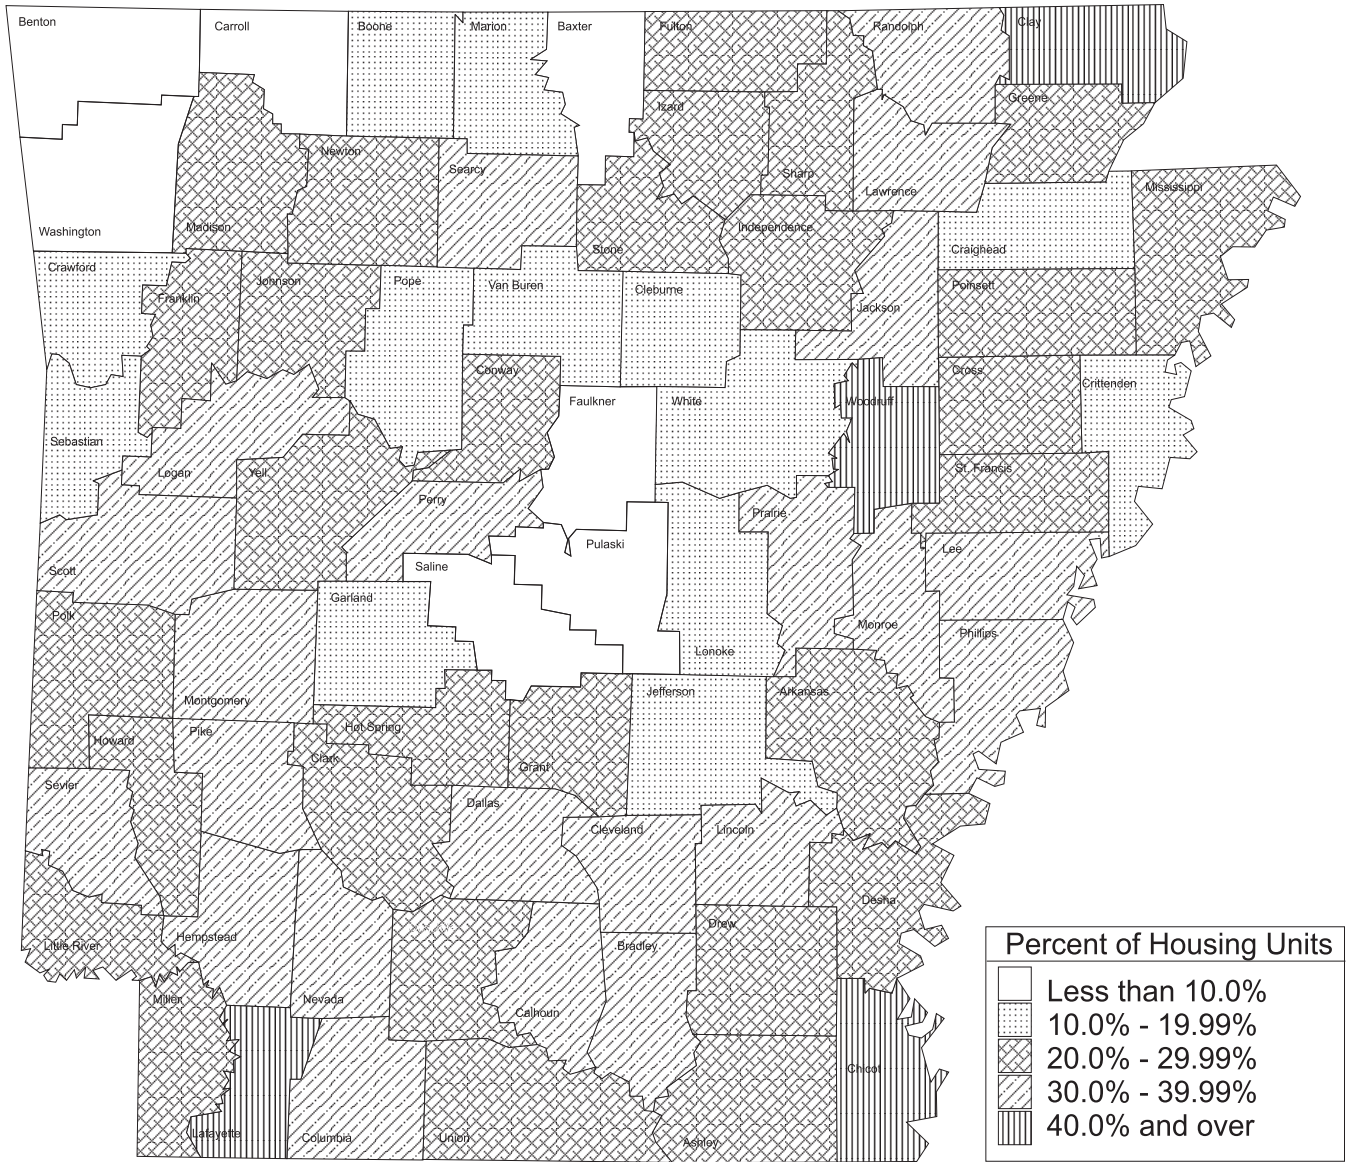 Benton
Carroll
Boone
Marion
Baxter
Fulton
Randolph
Clay
Izard
Greene
Newton
Searcy
Sharp
Lawrence
Mississippi
Washington
Madison
Stone
Independence
Craighead
Crawford
Franklin
Johnson
Pope
Van Buren
Cleburne
Jackson
Poinsett
Conway
Cross
Crittenden
Faulkner
White
Woodruff
Sebastian
Logan
Yell
St. Francis
Perry
Prairie
Scott
Saline
Pulaski
Lee
Polk
Garland
Lonoke
Monroe
Phillips
Montgomery
Jefferson
Arkansas
Howard
Pike
Hot Spring
Clark
Grant
Sevier
Dallas
Cleveland
Lincoln
Desha
Little River
Hempstead
Drew
Bradley
Miller
Nevada
Calhoun
Chicot
Lafayette
Columbia
Union
Ashley
Percent of Housing Units
Less than 10.0%
10.0% - 19.99%
20.0% - 29.99%
30.0% - 39.99%
40.0% and over